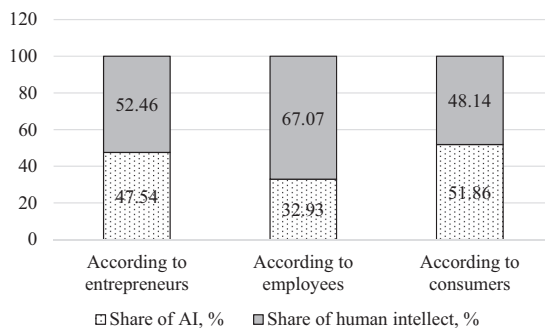 120
100
80
60
40
20
0
52.46
67.07
48.14
47.54
32.93
51.86
According to
entrepreneurs
According to
employees
According to
consumers
Share of AI, %
Share of human intellect, %